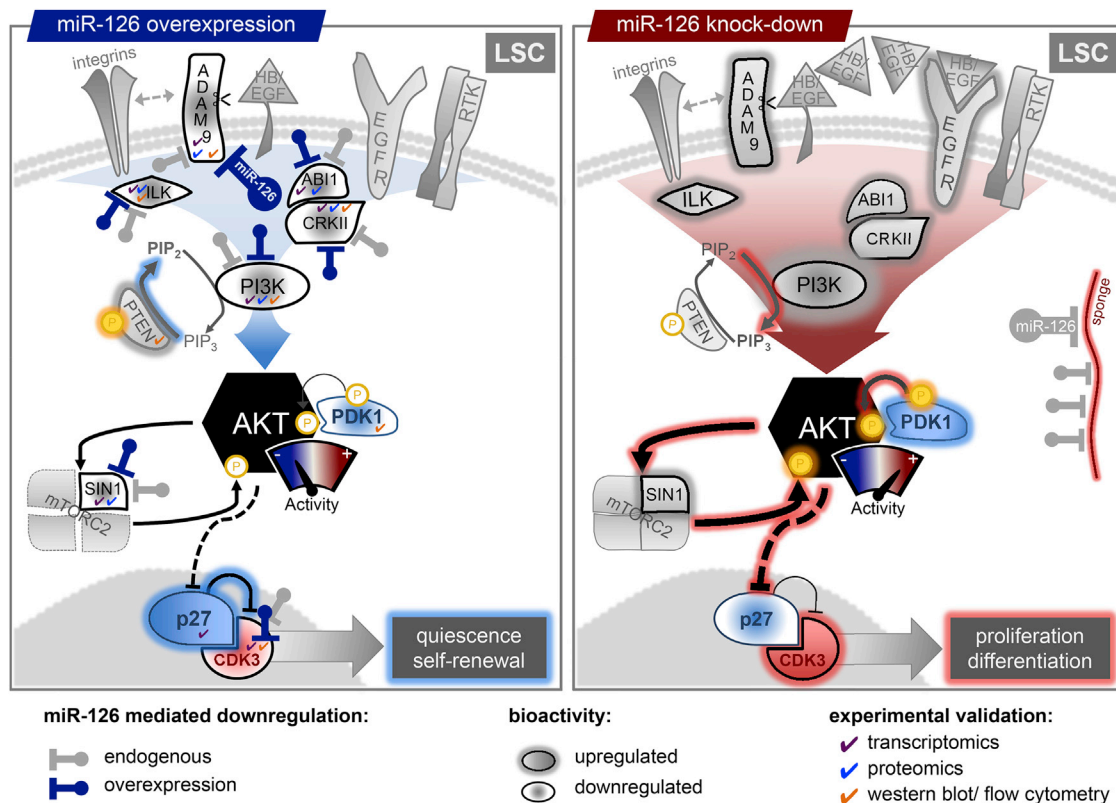 miR-126 overexpression
LSC
integrins
ADAM9
HB/
EGF
EGFR
RTK
miR-126
ILK
ABI1
CRKII
PIP2
PI3K
PTEN
P
PIP3
AKT
P
P
PDK1
P
- +
Activity
SIN1
mTORC2
p27
CDK3
quiescence
self-renewal
miR-126 knock-down
LSC
integrins
ADAM9
HB/
EGF
HB/
EGF
HB/
EGF
HB/
EGF
EGFR
RTK
ILK
ABI1
CRKII
PIP2
PI3K
PTEN
P
PIP3
sponge
miR-126
AKT
P
P
PDK1
P
- +
Activity
SIN1
mTORC2
p27
CDK3
proliferation
differentiation
miR-126 mediated downregulation:
endogenous
overexpression
bioactivity:
upregulated
downregulated
experimental validation:
transcriptomics
proteomics
western blot/ flow cytometry